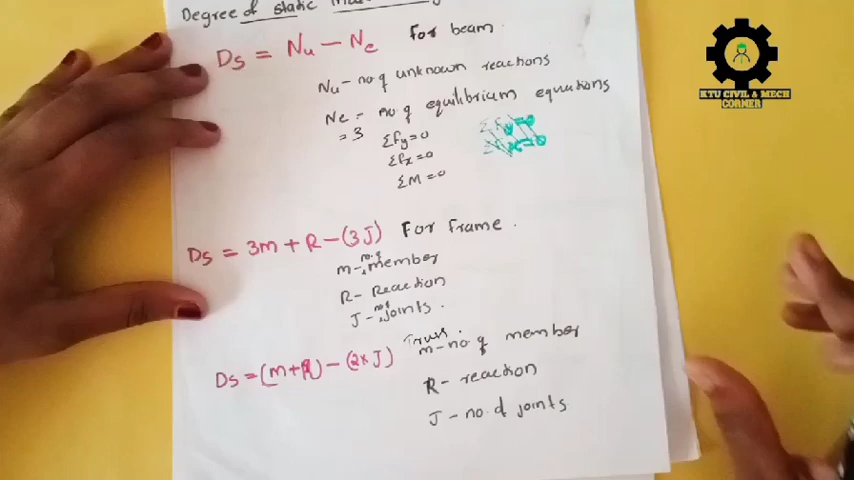 Degree of static
Ds = Nu - Ne For beam
Nu - no of unknown reactions
Ne - no of equilibrium equations
= 3
Σfy=0
Σfx=0
ΣM=0
Ds = 3m + R - (3J) For Frame.
m - no.of member
R - Reaction
J - no.of joints.
Ds = (m+R) - (2xJ) Truss.
m - no of member
R - reaction
J - no.of joints
KTU CIVIL & MECH
CORNER